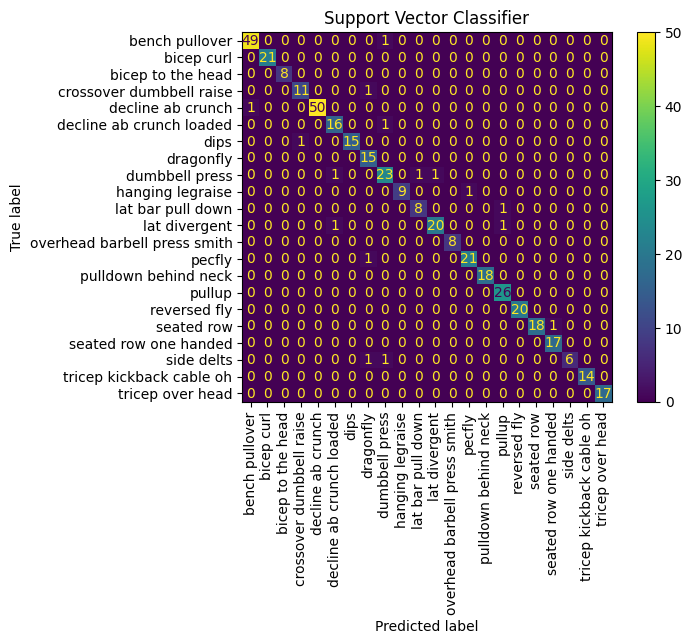 Support Vector Classifier
True label
bench pullover 49 0 0 0 0 0 0 0 1 0 0 0 0 0 0 0 0 0 0 0 0 0
bicep curl 0 21 0 0 0 0 0 0 0 0 0 0 0 0 0 0 0 0 0 0 0 0
bicep to the head 0 0 8 0 0 0 0 0 0 0 0 0 0 0 0 0 0 0 0 0 0 0
crossover dumbbell raise 0 0 0 11 0 0 0 1 0 0 0 0 0 0 0 0 0 0 0 0 0 0
decline ab crunch 1 0 0 0 50 0 0 0 0 0 0 0 0 0 0 0 0 0 0 0 0 0
decline ab crunch loaded 0 0 0 0 0 16 0 0 1 0 0 0 0 0 0 0 0 0 0 0 0 0
dips 0 0 0 1 0 0 15 0 0 0 0 0 0 0 0 0 0 0 0 0 0 0
dragonfly 0 0 0 0 0 0 0 15 0 0 0 0 0 0 0 0 0 0 0 0 0 0
dumbbell press 0 0 0 0 0 1 0 0 23 0 1 1 0 0 0 0 0 0 0 0 0 0
hanging legraise 0 0 0 0 0 0 0 0 0 9 0 0 0 1 0 0 0 0 0 0 0 0
lat bar pull down 0 0 0 0 0 0 0 0 0 0 8 0 0 0 0 1 0 0 0 0 0 0
lat divergent 0 0 0 0 0 1 0 0 0 0 0 20 0 0 0 1 0 0 0 0 0 0
overhead barbell press smith 0 0 0 0 0 0 0 0 0 0 0 0 8 0 0 0 0 0 0 0 0 0
pecfly 0 0 0 0 0 0 0 1 0 0 0 0 0 21 0 0 0 0 0 0 0 0
pulldown behind neck 0 0 0 0 0 0 0 0 0 0 0 0 0 0 18 0 0 0 0 0 0 0
pullup 0 0 0 0 0 0 0 0 0 0 0 0 0 0 0 26 0 0 0 0 0 0
reversed fly 0 0 0 0 0 0 0 0 0 0 0 0 0 0 0 0 20 0 0 0 0 0
seated row 0 0 0 0 0 0 0 0 0 0 0 0 0 0 0 0 0 18 1 0 0 0
seated row one handed 0 0 0 0 0 0 0 0 0 0 0 0 0 0 0 0 0 0 17 0 0 0
side delts 0 0 0 0 0 0 0 1 1 0 0 0 0 0 0 0 0 0 0 6 0 0
tricep kickback cable oh 0 0 0 0 0 0 0 0 0 0 0 0 0 0 0 0 0 0 0 0 14 0
tricep over head 0 0 0 0 0 0 0 0 0 0 0 0 0 0 0 0 0 0 0 0 0 17
bench pullover
bicep curl
bicep to the head
crossover dumbbell raise
decline ab crunch
decline ab crunch loaded
dips
dragonfly
dumbbell press
hanging legraise
lat bar pull down
lat divergent
overhead barbell press smith
pecfly
pulldown behind neck
pullup
reversed fly
seated row
seated row one handed
side delts
tricep kickback cable oh
tricep over head
Predicted label
50
40
30
20
10
0